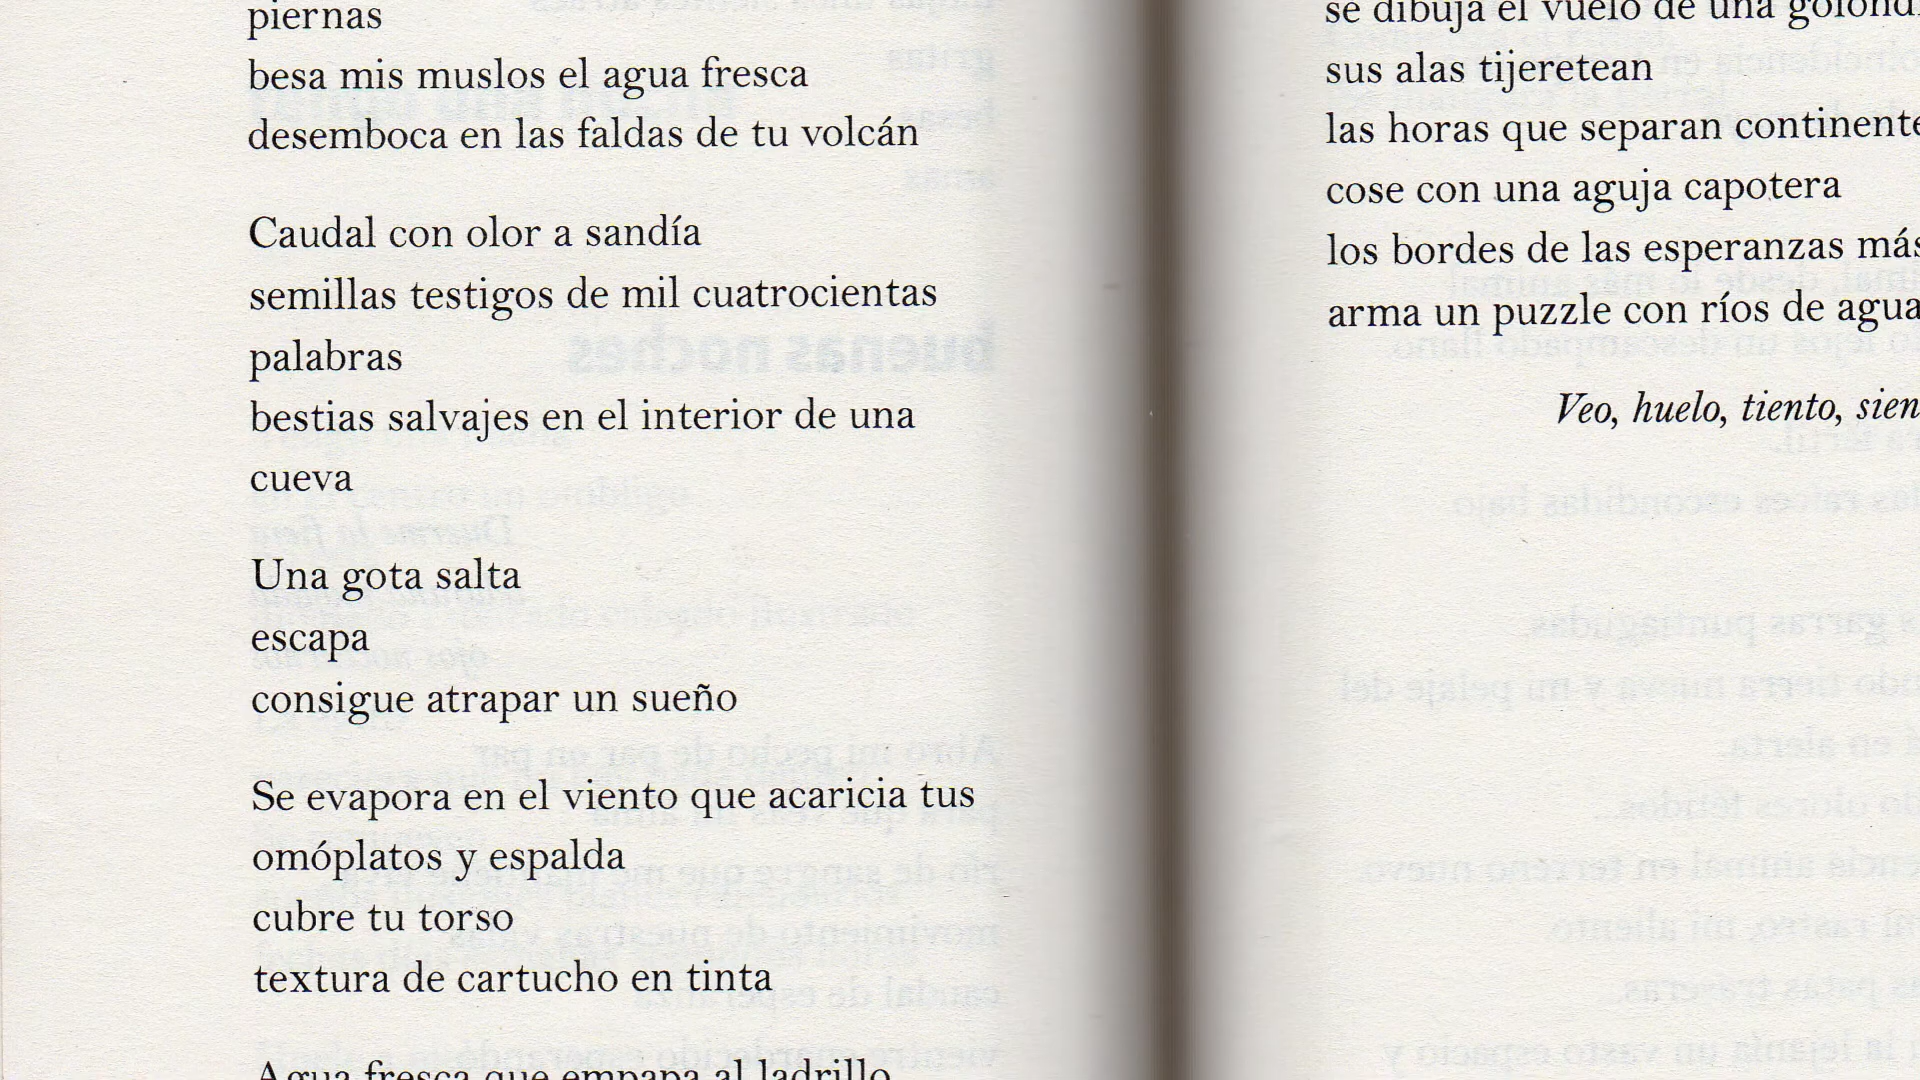 piernas
besa mis muslos el agua fresca
desemboca en las faldas de tu volcán
Caudal con olor a sandía
semillas testigos de mil cuatrocientas
palabras
bestias salvajes en el interior de una
cueva
Una gota salta
escapa
consigue atrapar un sueño
Se evapora en el viento que acaricia tus
omóplatos y espalda
cubre tu torso
textura de cartucho en tinta
Agua fresca que empapa al ladrillo
se dibuja el vuelo de una
sus alas tijeretean
las horas que separan
cose con una aguja capotera
los bordes de las esperanzas más
arma un puzzle con ríos de agua
Veo, huelo, tiento,